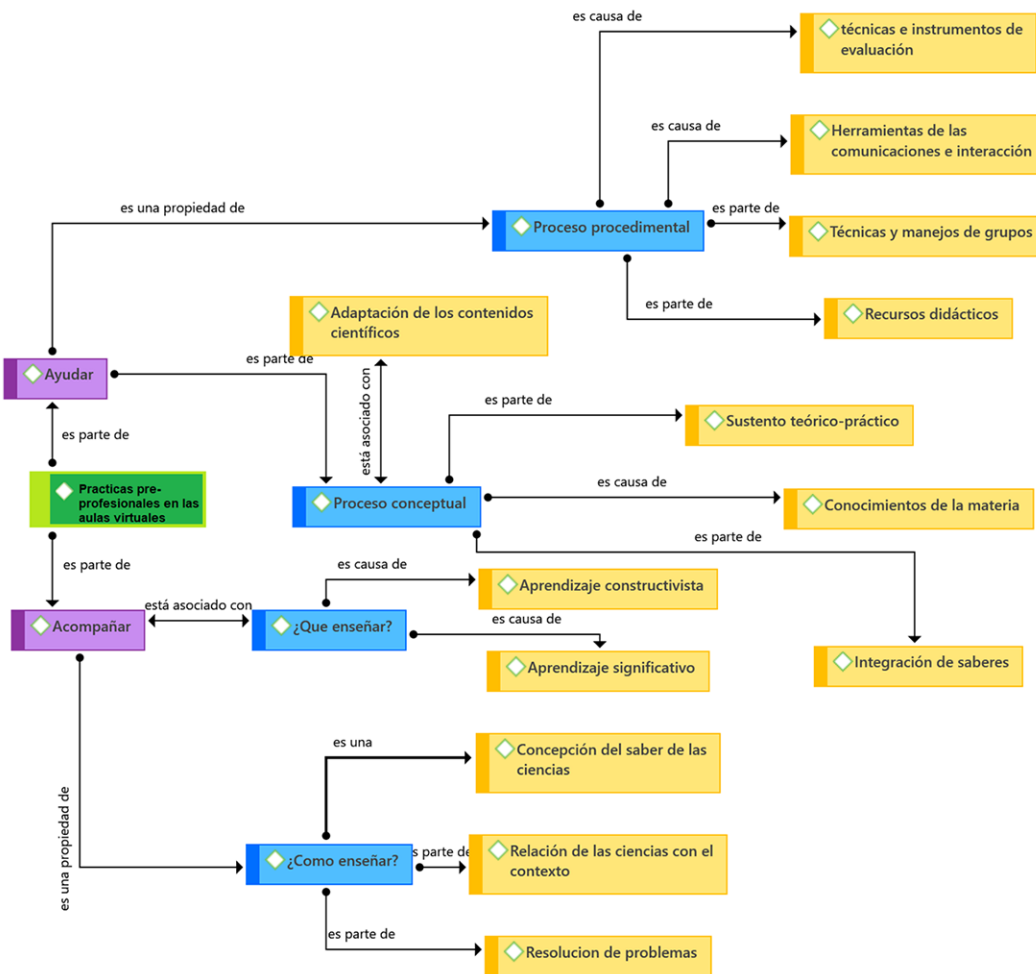 es causa de
técnicas e instrumentos de
evaluación
es causa de
Herramientas de las
comunicaciones e interacción
es una propiedad de
Proceso procedimental
es parte de
Técnicas y manejos de grupos
es parte de
Recursos didácticos
Adaptación de los contenidos
científicos
es parte de
Ayudar
está asociado con
es parte de
Sustento teórico-práctico
es parte de
Practicas pre-
profesionales en las
aulas virtuales
Proceso conceptual
es causa de
Conocimientos de la materia
es parte de
es parte de
es causa de
Aprendizaje constructivista
Acompañar
está asociado con
¿Que enseñar?
es causa de
Aprendizaje significativo
Integración de saberes
es una
Concepción del saber de las
ciencias
es una propiedad de
¿Como enseñar?
s parte de
Relación de las ciencias con el
contexto
es parte de
Resolucion de problemas